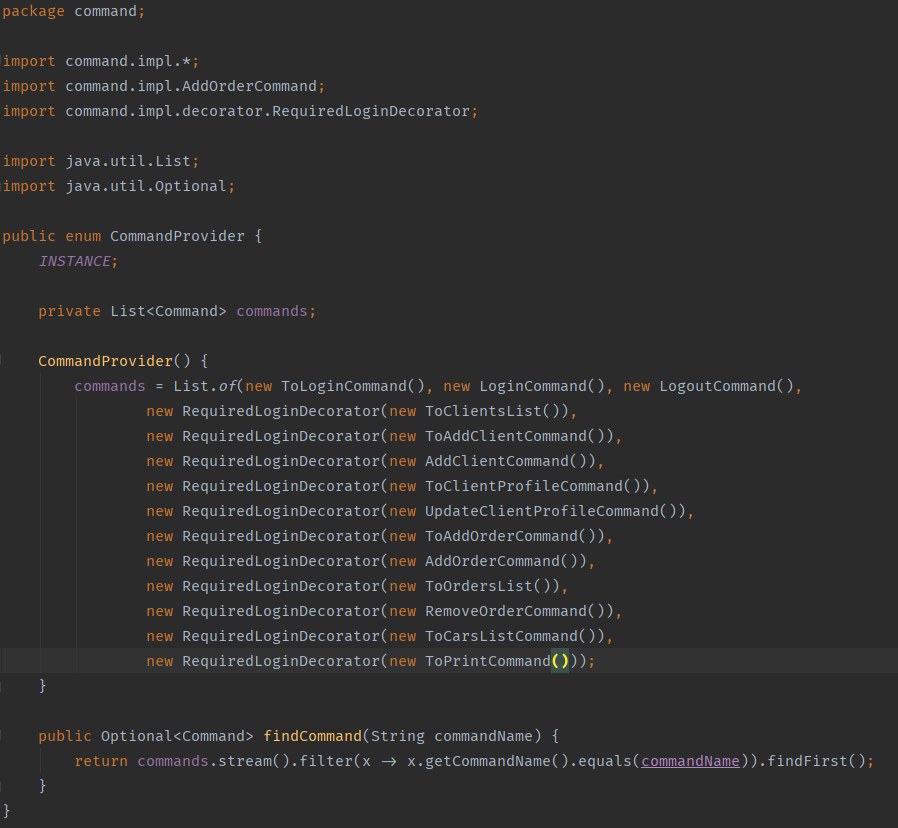 package command;
import command.impl.*;
import command.impl.AddOrderCommand;
import command.impl.decorator.RequiredLoginDecorator;
import java.util.List;
import java.util.Optional;
public enum CommandProvider {
INSTANCE;
private List<Command> commands;
CommandProvider() {
commands = List.of(new ToLoginCommand(), new LoginCommand(), new LogoutCommand(),
new RequiredLoginDecorator(new ToClientsList()),
new RequiredLoginDecorator(new ToAddClientCommand()),
new RequiredLoginDecorator(new AddClientCommand()),
new RequiredLoginDecorator(new ToClientProfileCommand()),
new RequiredLoginDecorator(new UpdateClientProfileCommand()),
new RequiredLoginDecorator(new ToAddOrderCommand()),
new RequiredLoginDecorator(new AddOrderCommand()),
new RequiredLoginDecorator(new ToOrdersList()),
new RequiredLoginDecorator(new RemoveOrderCommand()),
new RequiredLoginDecorator(new ToCarsListCommand()),
new RequiredLoginDecorator(new ToPrintCommand()));
}
public Optional<Command> findCommand(String commandName) {
return commands.stream().filter(x → x.getCommandName().equals(commandName)).findFirst();
}
}